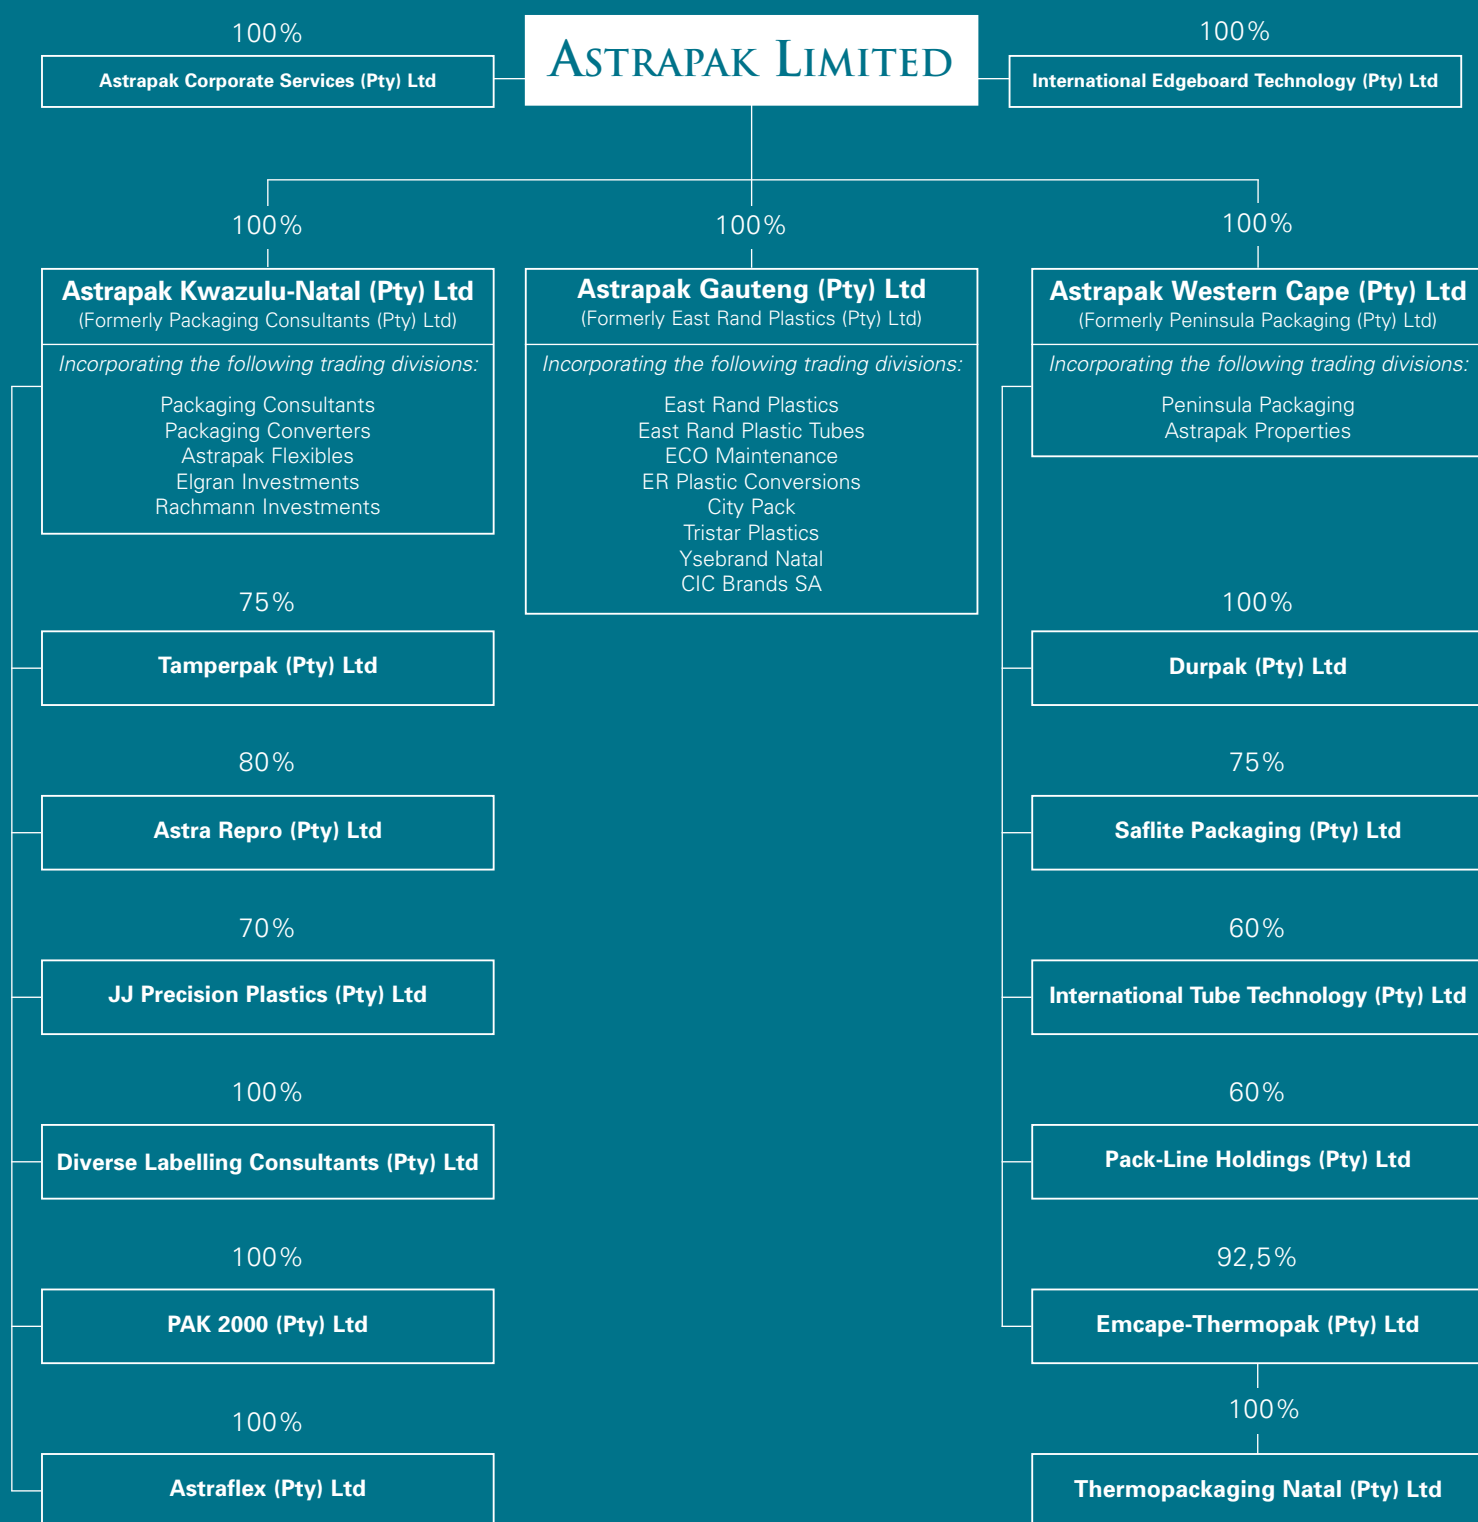 100%
Astrapak Corporate Services (Pty) Ltd
ASTRAPAK LIMITED
100%
International Edgeboard Technology (Pty) Ltd
100%
Astrapak Kwazulu-Natal (Pty) Ltd
(Formerly Packaging Consultants (Pty) Ltd)
Incorporating the following trading divisions:
Packaging Consultants
Packaging Converters
Astrapak Flexibles
Elgran Investments
Rachmann Investments
75%
Tamperpak (Pty) Ltd
80%
Astra Repro (Pty) Ltd
70%
JJ Precision Plastics (Pty) Ltd
100%
Diverse Labelling Consultants (Pty) Ltd
100%
PAK 2000 (Pty) Ltd
100%
Astraflex (Pty) Ltd
100%
Astrapak Gauteng (Pty) Ltd
(Formerly East Rand Plastics (Pty) Ltd)
Incorporating the following trading divisions:
East Rand Plastics
East Rand Plastic Tubes
ECO Maintenance
ER Plastic Conversions
City Pack
Tristar Plastics
Ysebrand Natal
CIC Brands SA
100%
Astrapak Western Cape (Pty) Ltd
(Formerly Peninsula Packaging (Pty) Ltd)
Incorporating the following trading divisions:
Peninsula Packaging
Astrapak Properties
100%
Durpak (Pty) Ltd
75%
Saflite Packaging (Pty) Ltd
60%
International Tube Technology (Pty) Ltd
60%
Pack-Line Holdings (Pty) Ltd
92,5%
Emcape-Thermopak (Pty) Ltd
100%
Thermopackaging Natal (Pty) Ltd